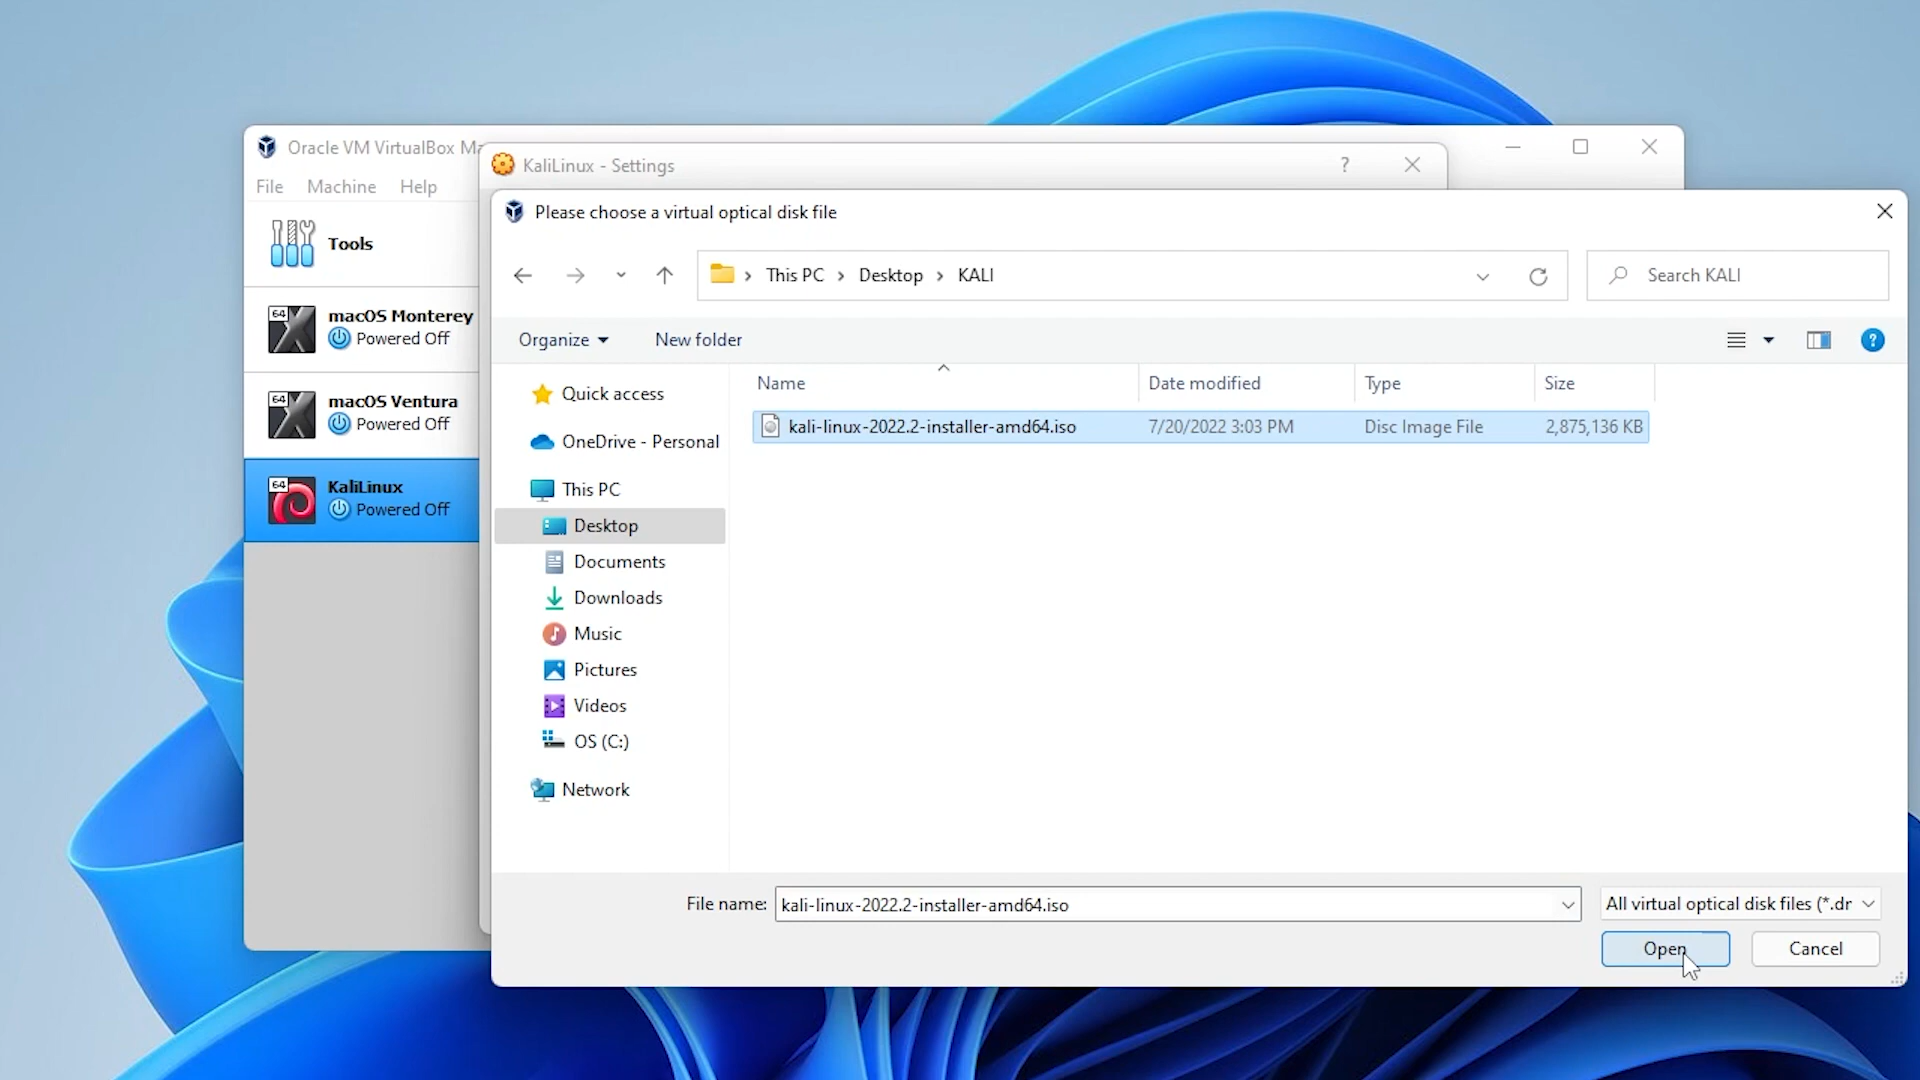 Oracle VM VirtualBox Ma
File Machine Help
Tools
64
macOS Monterey
Powered Off
64
macOS Ventura
Powered Off
64
KaliLinux
Powered Off
KaliLinux - Settings
?
Please choose a virtual optical disk file
This PC > Desktop > KALI
Search KALI
Organize
New folder
?
Quick access
OneDrive - Personal
This PC
Desktop
Documents
Downloads
Music
Pictures
Videos
OS (C:)
Network
Name Date modified Type Size
kali-linux-2022.2-installer-amd64.iso 7/20/2022 3:03 PM Disc Image File 2,875,136 KB
File name: kali-linux-2022.2-installer-amd64.iso
All virtual optical disk files (*.dr
Open
Cancel